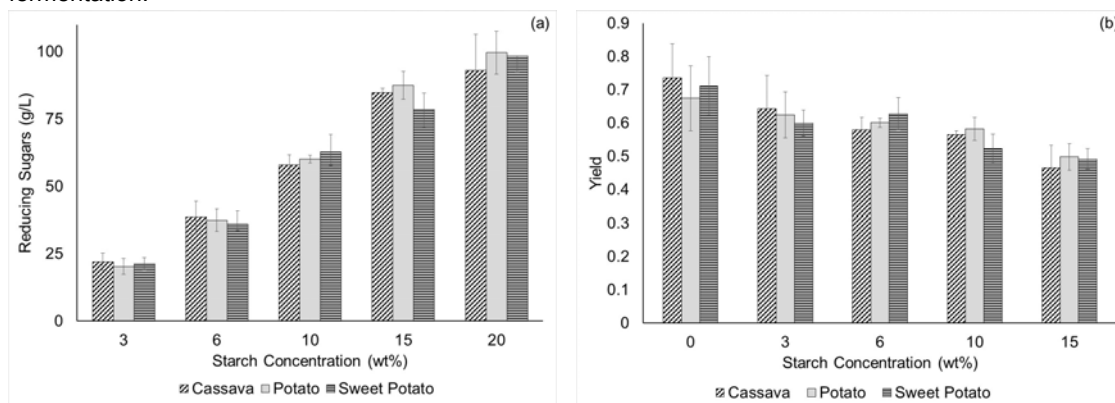 fermentation.
(a)
100
75
50
25
0
Reducing Sugars (g/L)
3 6 10 15 20
Starch Concentration (wt%)
Cassava Potato Sweet Potato
(b)
0.9
0.8
0.7
0.6
0.5
0.4
0.3
0.2
0.1
0
Yield
0 3 6 10 15
Starch Concentration (wt%)
Cassava Potato Sweet Potato